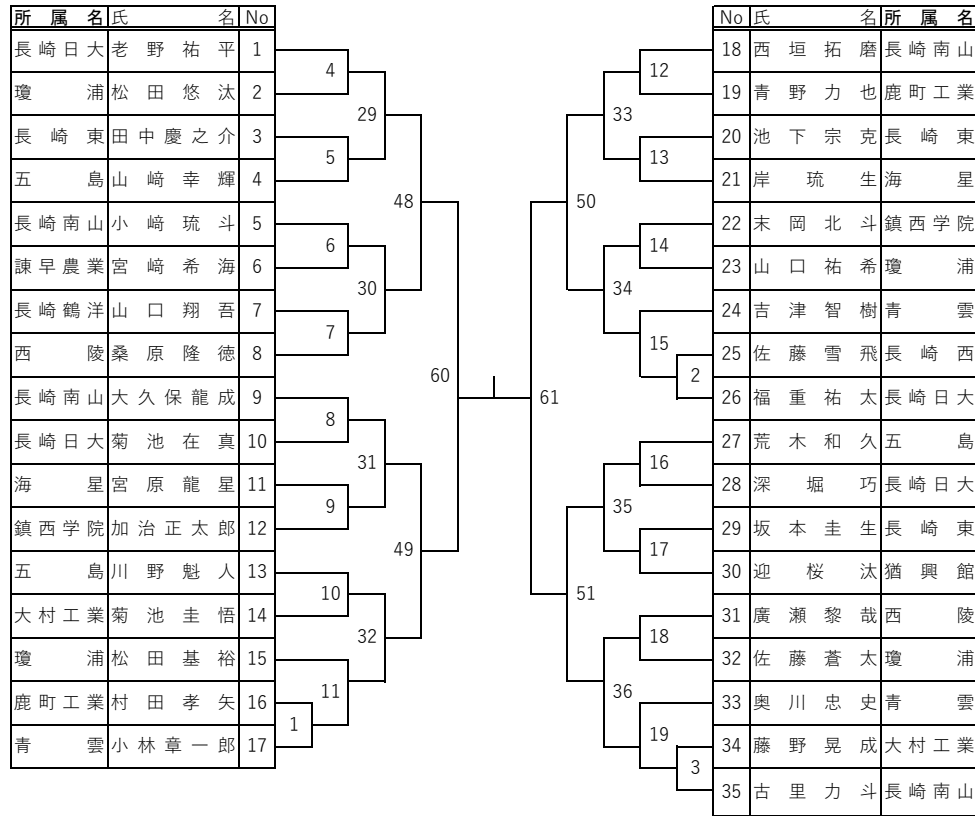 所属名 氏名 No
長崎日大 老野祐平 1
瓊浦 松田悠汰 2
長崎東 田中慶之介 3
五島 山﨑幸輝 4
長崎南山 小﨑琉斗 5
諫早農業 宮﨑希海 6
長崎鶴洋 山口翔吾 7
西陵 桑原隆徳 8
長崎南山 大久保龍成 9
長崎日大 菊池在真 10
海星 宮原龍星 11
鎮西学院 加治正太郎 12
五島 川野魁人 13
大村工業 菊池圭悟 14
瓊浦 松田基裕 15
鹿町工業 村田孝矢 16
青雲 小林章一郎 17
4
5
6
7
8
9
10
11
1
29
30
31
32
48
49
60
61
50
51
33
34
35
36
12
13
14
15
2
16
17
18
19
3
No 氏名 所属名
18 西垣拓磨 長崎南山
19 青野力也 鹿町工業
20 池下宗克 長崎東
21 岸琉生 海星
22 末岡北斗 鎮西学院
23 山口祐希 瓊浦
24 吉津智樹 青雲
25 佐藤雪飛 長崎西
26 福重祐太 長崎日大
27 荒木和久 五島
28 深堀巧 長崎日大
29 坂本圭生 長崎東
30 迎桜汰 猶興館
31 廣瀬黎哉 西陵
32 佐藤蒼太 瓊浦
33 奥川忠史 青雲
34 藤野晃成 大村工業
35 古里力斗 長崎南山